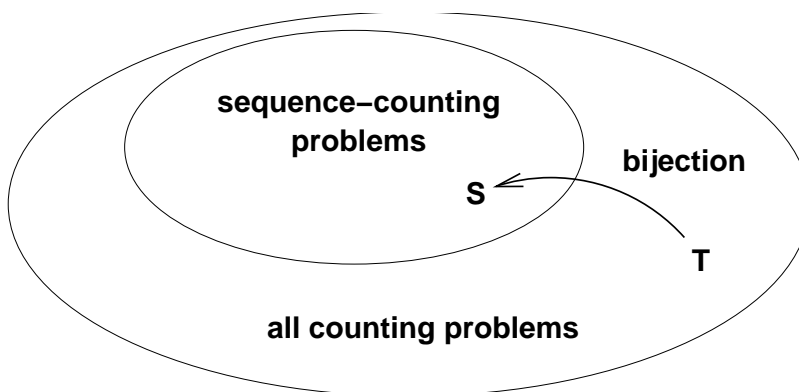 sequence−counting
problems
bijection
S
T
all counting problems